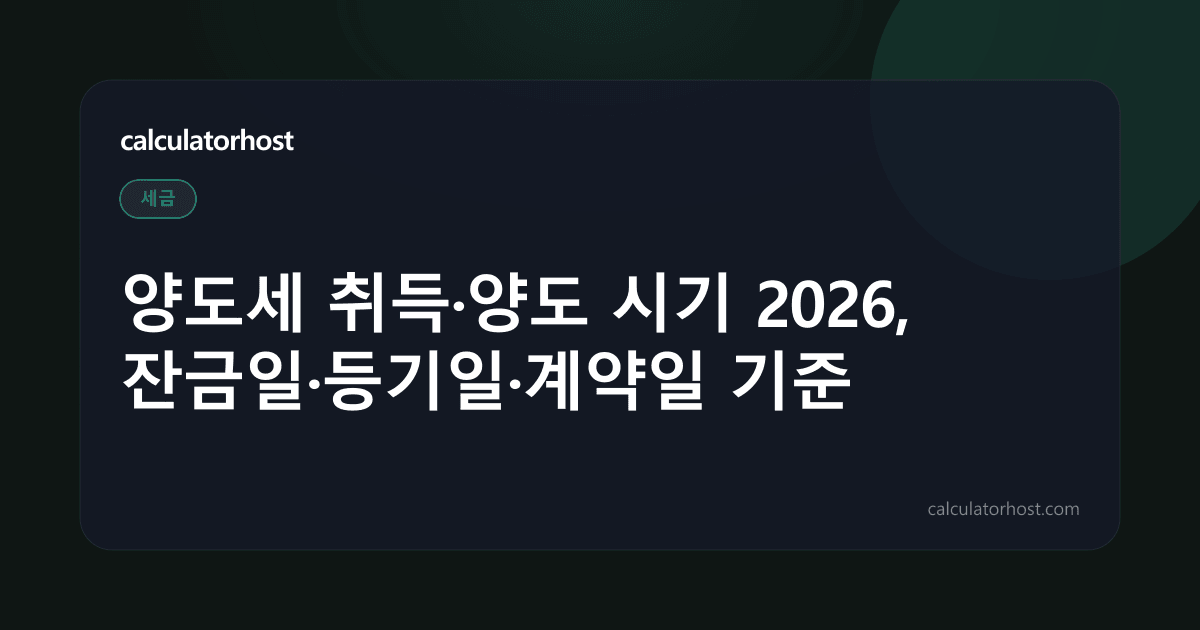 calculatorhost
세금
양도세 취득·양도 시기 2026,
잔금일·등기일·계약일 기준
calculatorhost.com